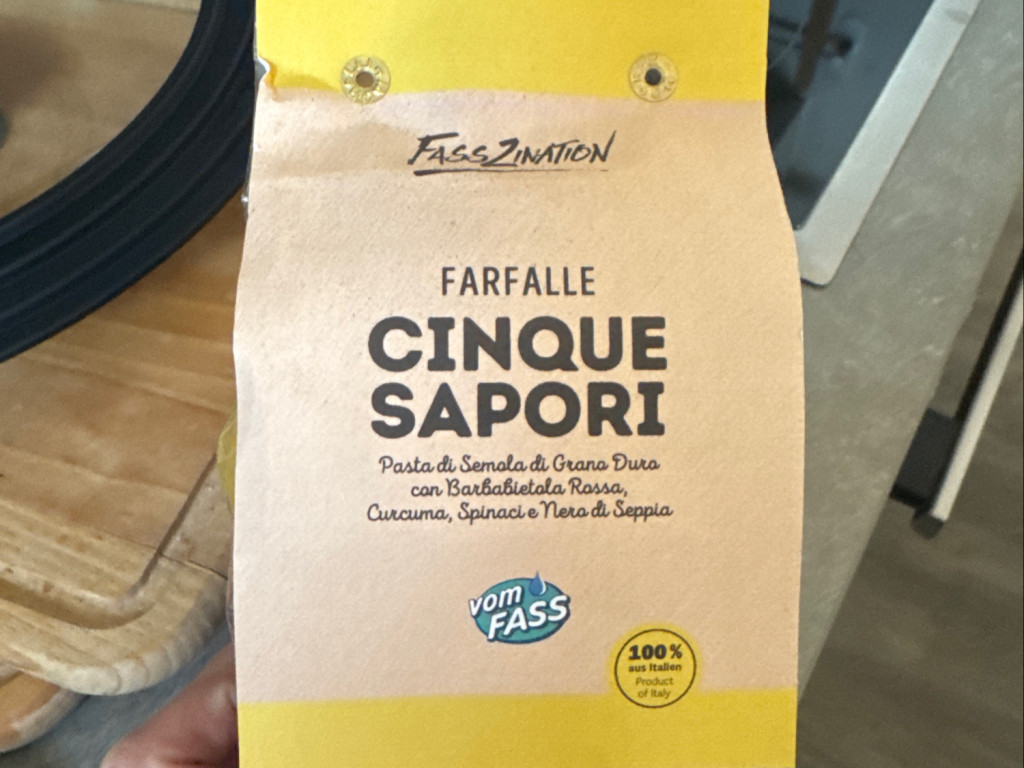 FASSZINATION
FARFALLE
CINQUE
SAPORI
Pasta di Semola di Grano Duro
con Barbabietola Rossa,
Curcuma, Spinaci e Nero di Seppia
vom
FASS
100%
aus Italien
Product
of Italy